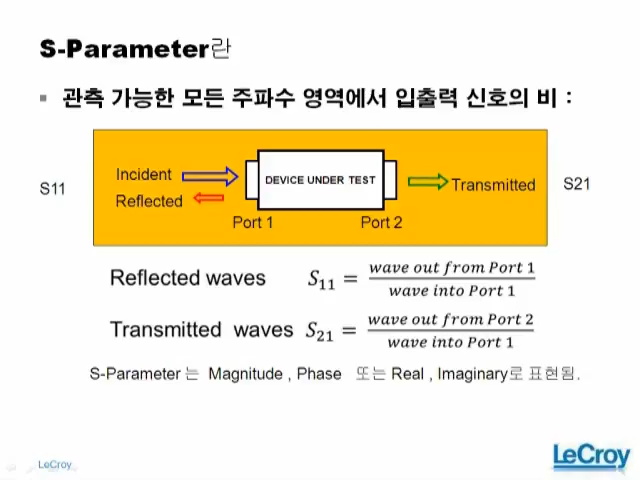 S-Parameter란
▪ 관측 가능한 모든 주파수 영역에서 입출력 신호의 비 :
S11
Incident
Reflected
DEVICE UNDER TEST
Port 1
Port 2
Transmitted
S21
Reflected waves S₁₁ = wave out from Port 1 / wave into Port 1
Transmitted waves S₂₁ = wave out from Port 2 / wave into Port 1
S-Parameter 는 Magnitude , Phase 또는 Real , Imaginary로 표현됨.
LeCroy
LeCroy